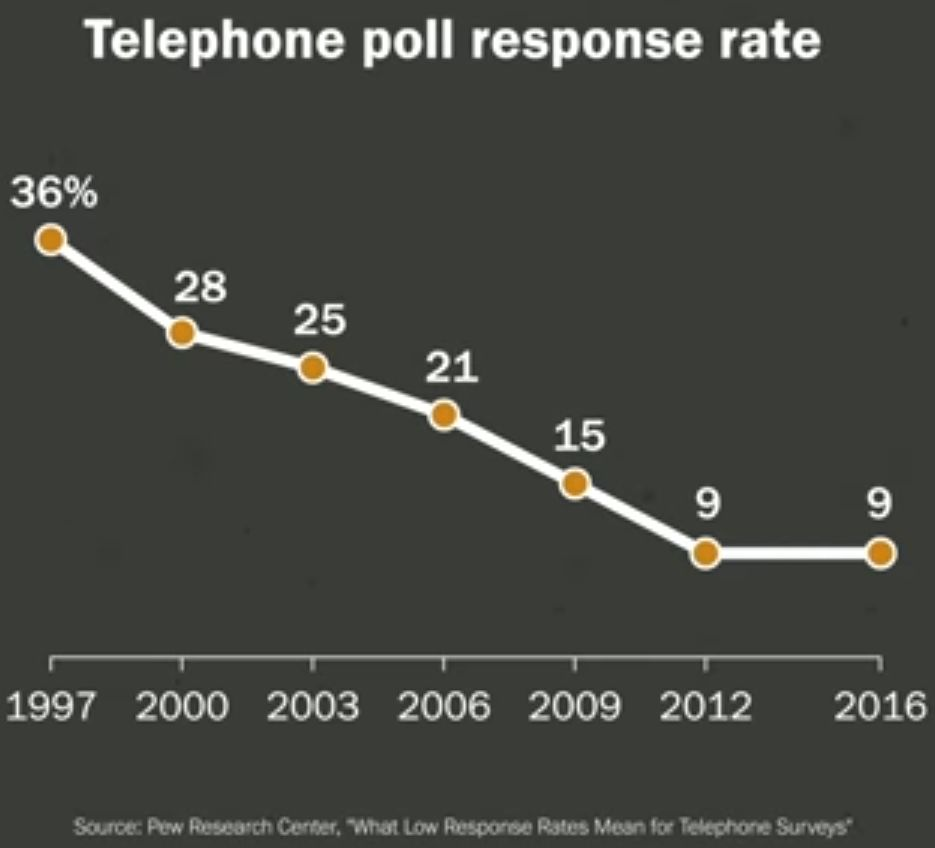 Telephone poll response rate
36%
28
25
21
15
9
9
1997 2000 2003 2006 2009 2012 2016
Source: Pew Research Center, "What Low Response Rates Mean for Telephone Surveys"